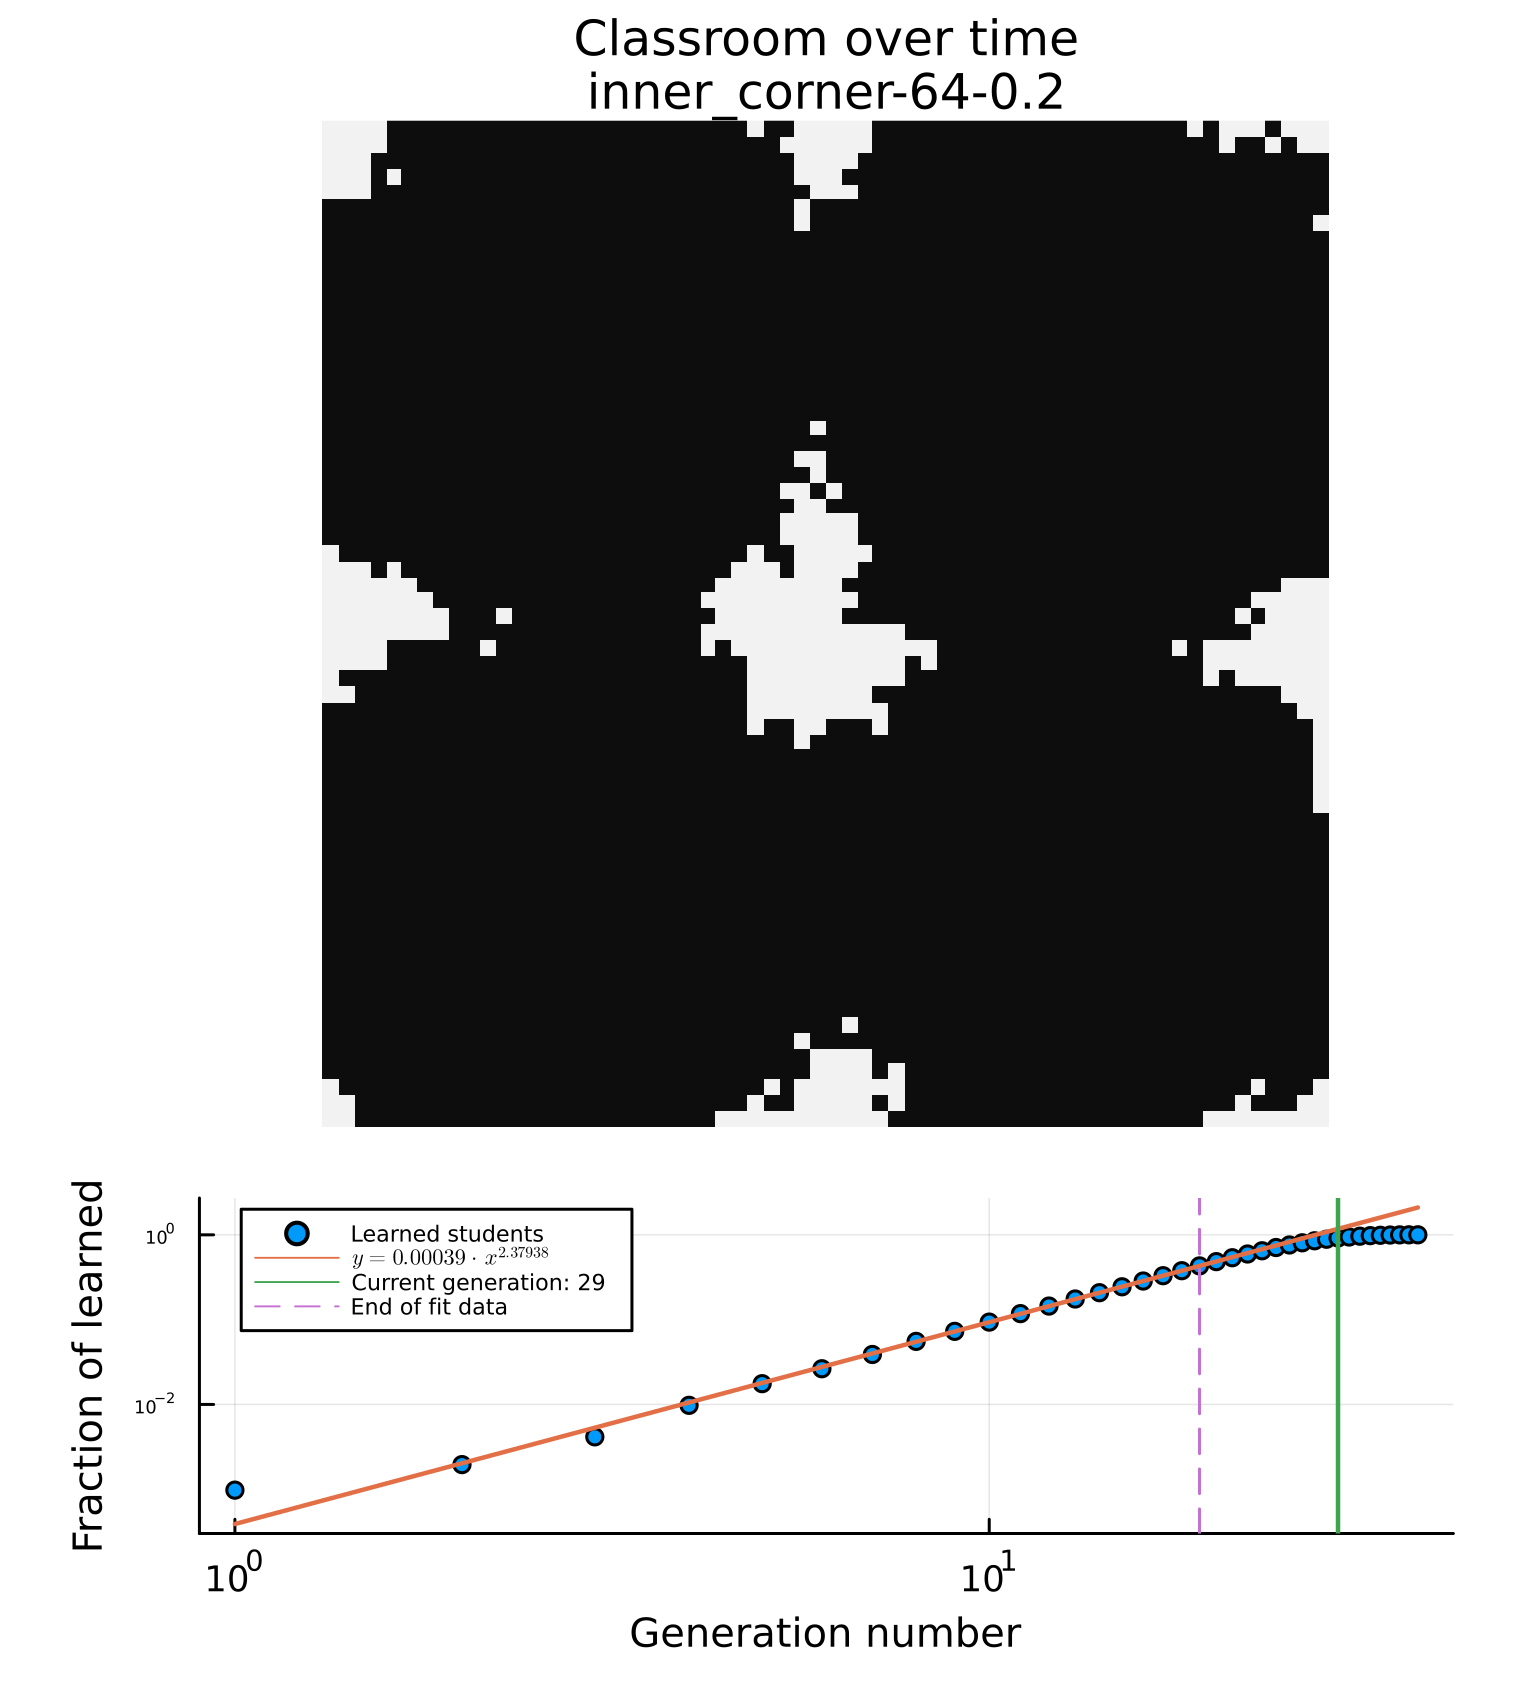 Classroom over time
inner_corner-64-0.2
Fraction of learned
10^0
10^−2
Learned students
y = 0.00039 · x^2.37938
Current generation: 29
End of fit data
10^0
10^1
Generation number